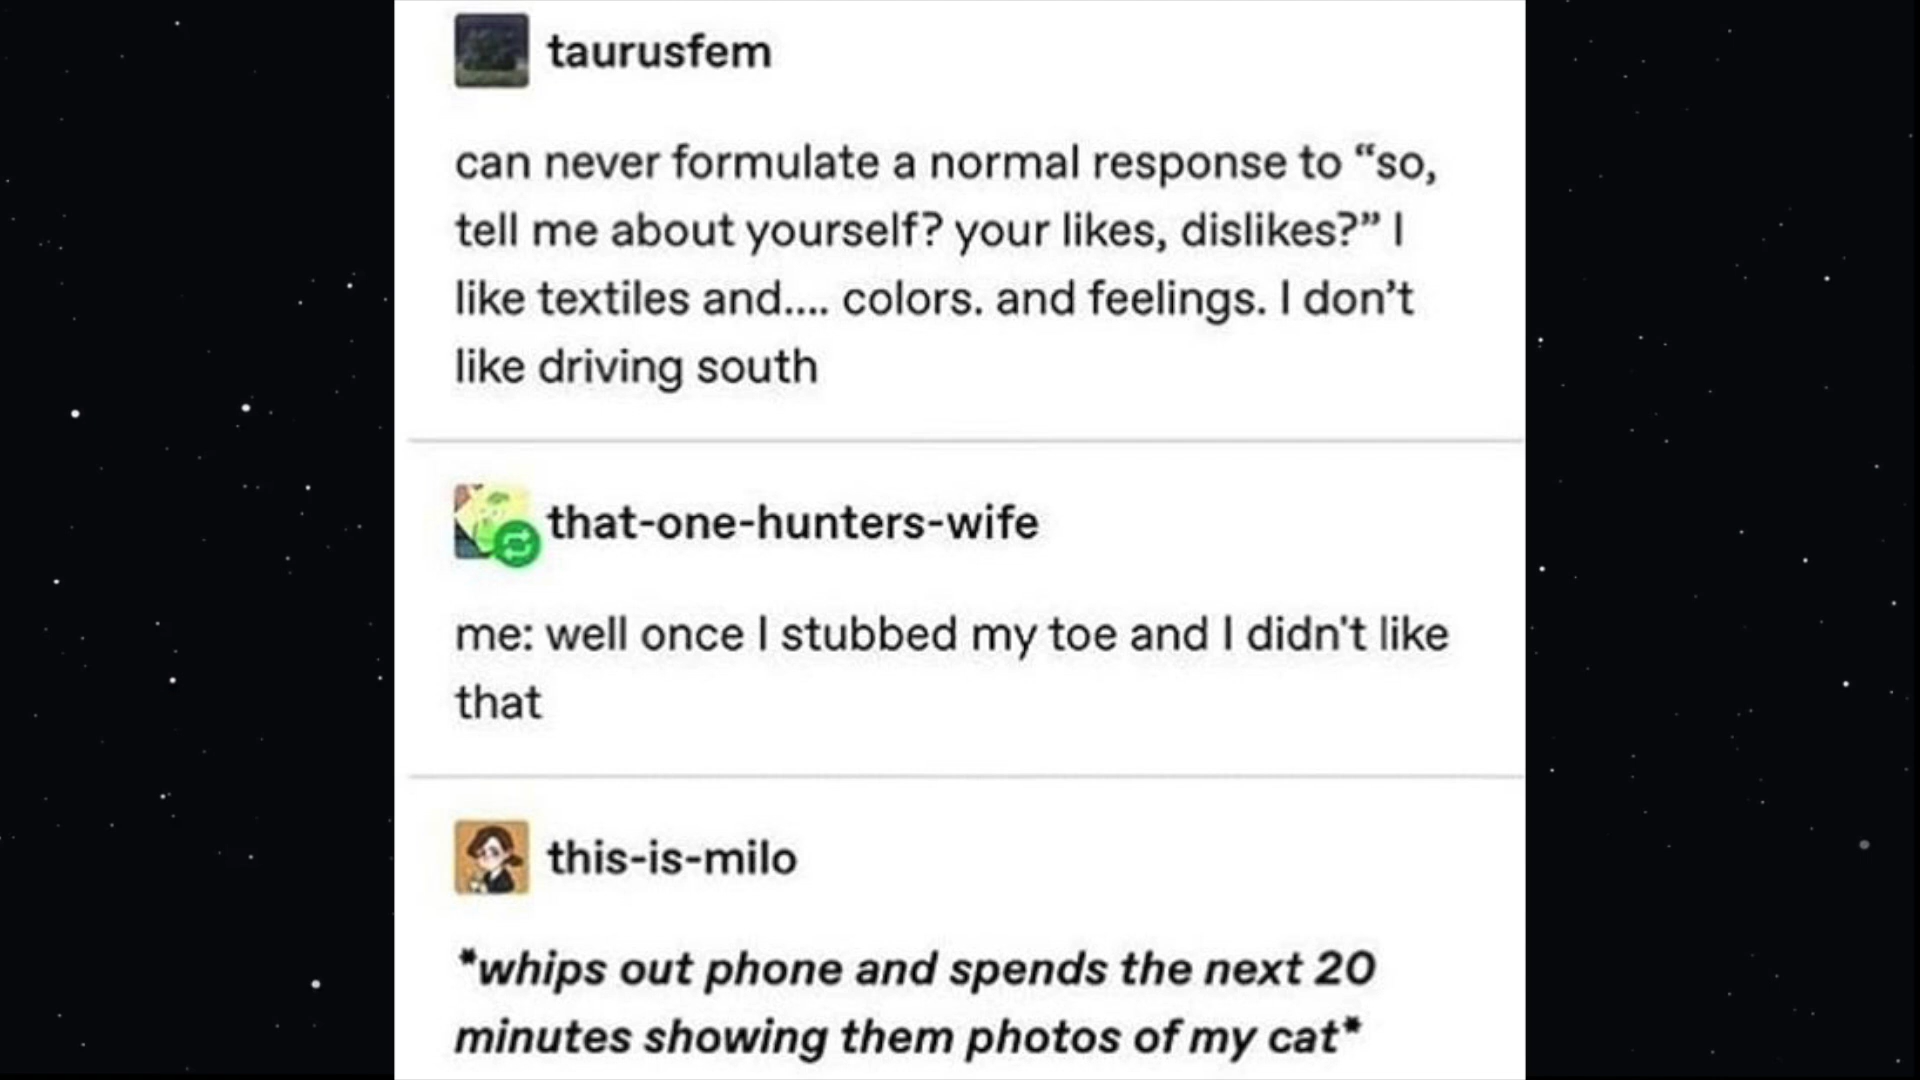 taurusfem
can never formulate a normal response to “so,
tell me about yourself? your likes, dislikes?” I
like textiles and.... colors. and feelings. I don’t
like driving south
that-one-hunters-wife
me: well once I stubbed my toe and I didn't like
that
this-is-milo
*whips out phone and spends the next 20
minutes showing them photos of my cat*